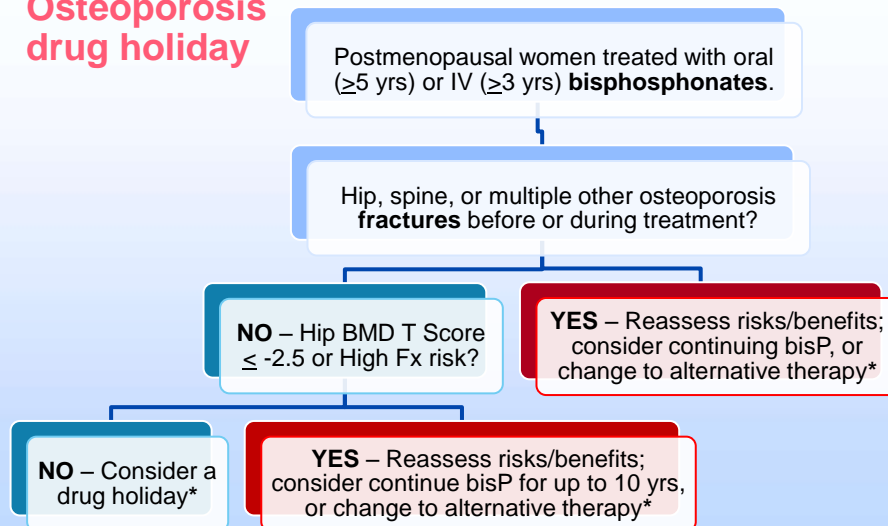 Osteoporosis
drug holiday
Postmenopausal women treated with oral
(≥5 yrs) or IV (≥3 yrs) bisphosphonates.
Hip, spine, or multiple other osteoporosis
fractures before or during treatment?
NO – Hip BMD T Score
≤ -2.5 or High Fx risk?
YES – Reassess risks/benefits;
consider continuing bisP, or
change to alternative therapy*
NO – Consider a
drug holiday*
YES – Reassess risks/benefits;
consider continue bisP for up to 10 yrs,
or change to alternative therapy*